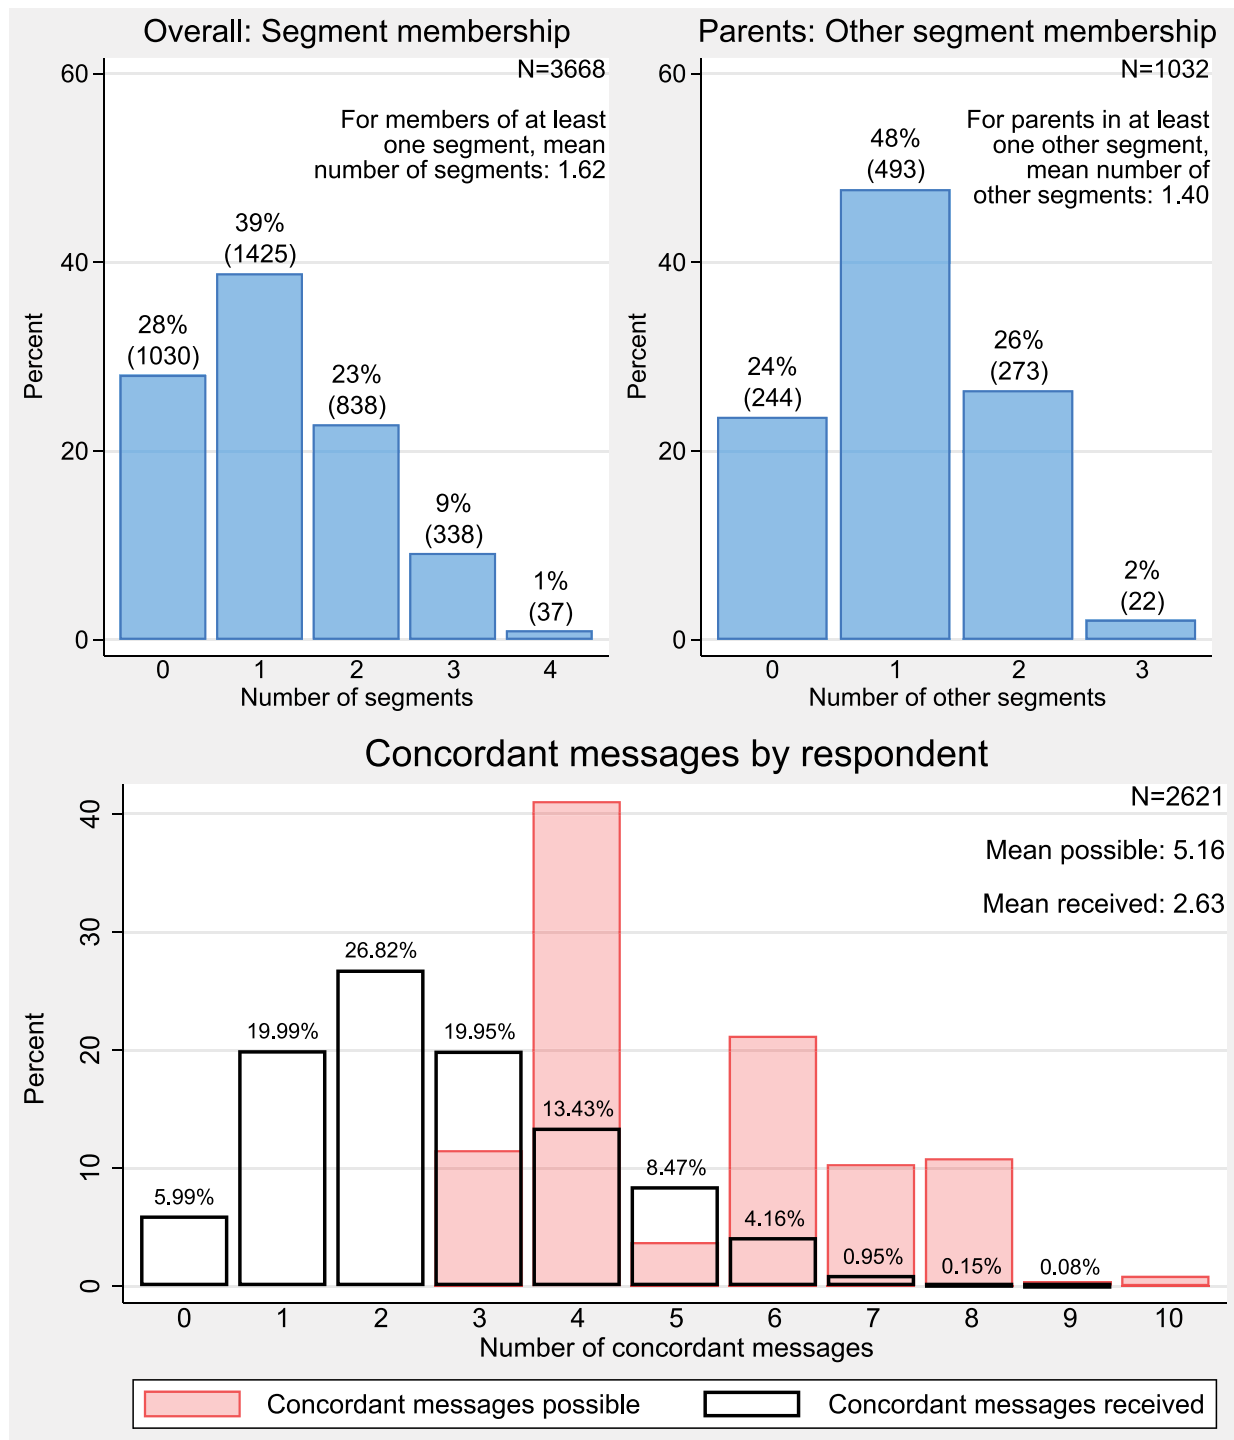 Overall: Segment membership
N=3668
For members of at least
one segment, mean
number of segments: 1.62
60
40
20
0
Percent
28%
(1030)
39%
(1425)
23%
(838)
9%
(338)
1%
(37)
0 1 2 3 4
Number of segments
Parents: Other segment membership
N=1032
For parents in at least
one other segment,
mean number of
other segments: 1.40
60
40
20
0
Percent
24%
(244)
48%
(493)
26%
(273)
2%
(22)
0 1 2 3
Number of other segments
Concordant messages by respondent
N=2621
Mean possible: 5.16
Mean received: 2.63
40
30
20
10
0
Percent
5.99%
19.99%
26.82%
19.95%
13.43%
8.47%
4.16%
0.95%
0.15%
0.08%
0 1 2 3 4 5 6 7 8 9 10
Number of concordant messages
Concordant messages possible
Concordant messages received